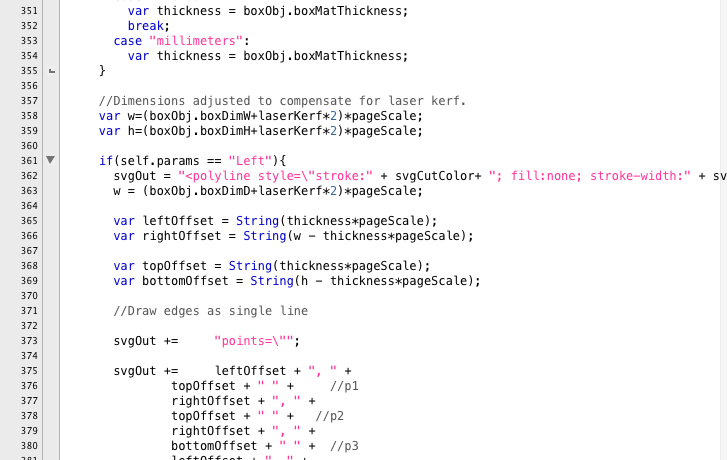 351 var thickness = boxObj.boxMatThickness;
352 break;
353 case "millimeters":
354 var thickness = boxObj.boxMatThickness;
355 }
356
357 //Dimensions adjusted to compensate for laser kerf.
358 var w=(boxObj.boxDimW+laserKerf*2)*pageScale;
359 var h=(boxObj.boxDimH+laserKerf*2)*pageScale;
360
361 if(self.params == "Left"){
362 svgOut = "<polyline style=\"stroke:" + svgCutColor+ "; fill:none; stroke-width:" + sv
363 w = (boxObj.boxDimD+laserKerf*2)*pageScale;
364
365 var leftOffset = String(thickness*pageScale);
366 var rightOffset = String(w - thickness*pageScale);
367
368 var topOffset = String(thickness*pageScale);
369 var bottomOffset = String(h - thickness*pageScale);
370
371 //Draw edges as single line
372
373 svgOut += "points=\"";
374
375 svgOut += leftOffset + ", " +
376 topOffset + " " + //p1
377 rightOffset + ", " +
378 topOffset + " " + //p2
379 rightOffset + ", " +
380 bottomOffset + " " + //p3